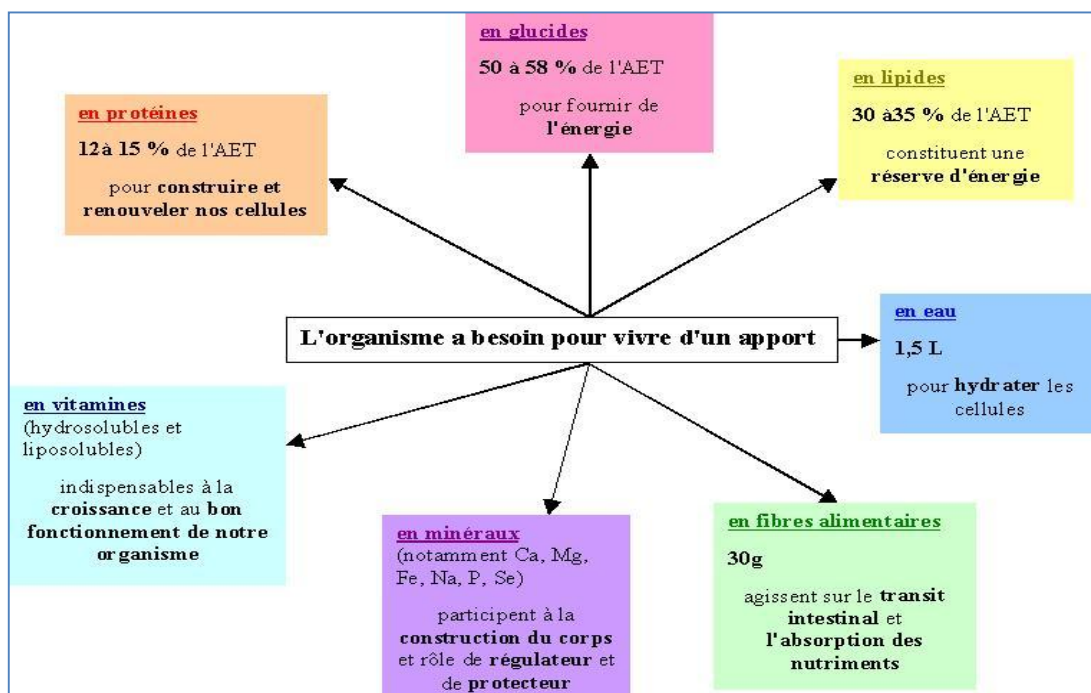 en glucides
50 à 58 % de l'AET
pour fournir de
l'énergie
en lipides
30 à35 % de l'AET
constituent une
réserve d'énergie
en protéines
12à 15 % de l'AET
pour construire et
renouveler nos cellules
L'organisme a besoin pour vivre d'un apport
en eau
1,5 L
pour hydrater les
cellules
en vitamines
(hydrosolubles et
liposolubles)
indispensables à la
croissance et au bon
fonctionnement de notre
organisme
en minéraux
(notamment Ca, Mg,
Fe, Na, P, Se)
participent à la
construction du corps
et rôle de régulateur et
de protecteur
en fibres alimentaires
30g
agissent sur le transit
intestinal et
l'absorption des
nutriments